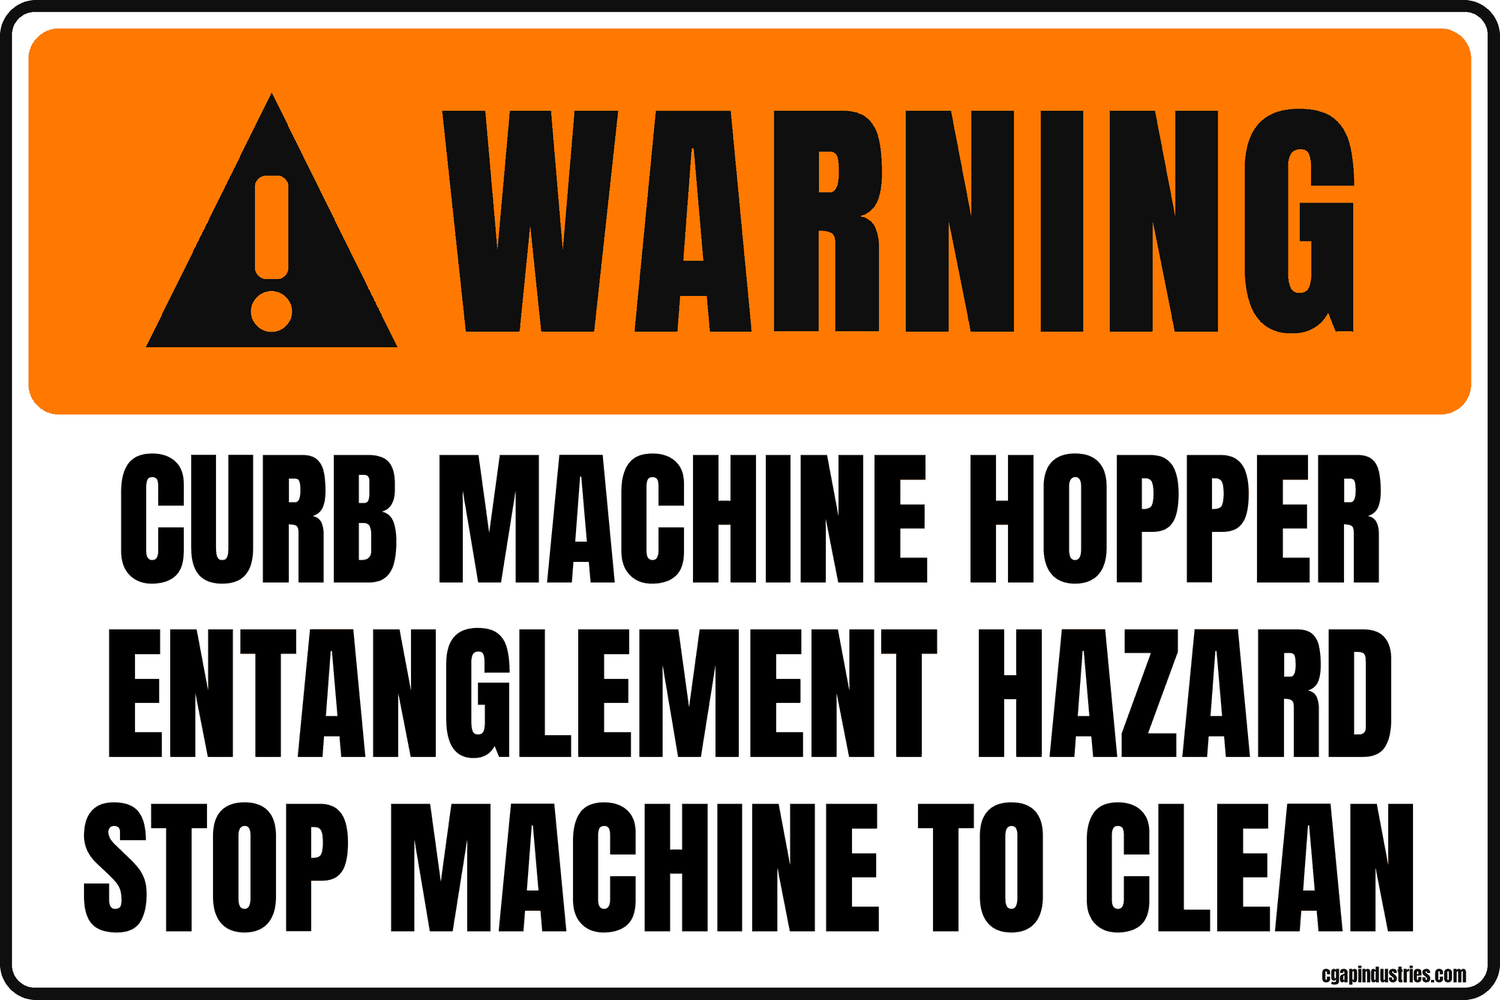 WARNING
CURB MACHINE HOPPER
ENTANGLEMENT HAZARD
STOP MACHINE TO CLEAN
cgapindustries.com